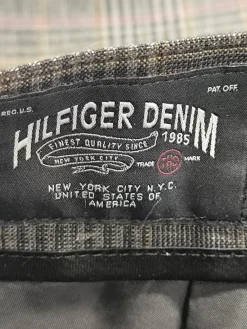 REG. U.S. PAT. OFF.
HILFIGER DENIM
FINEST QUALITY SINCE 1985
NEW YORK CITY
TRADE MARK
NEW YORK CITY N.Y.C.
UNITED STATES OF
AMERICA